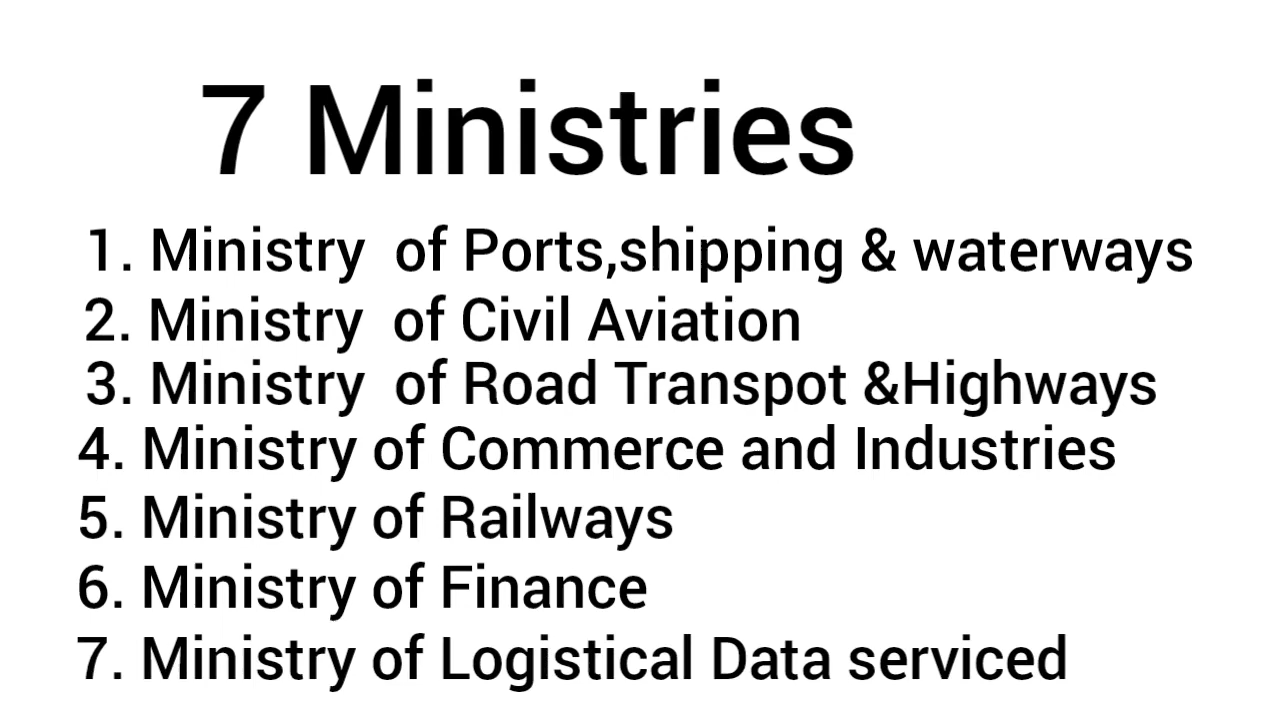 7 Ministries
1. Ministry of Ports,shipping & waterways
2. Ministry of Civil Aviation
3. Ministry of Road Transpot &Highways
4. Ministry of Commerce and Industries
5. Ministry of Railways
6. Ministry of Finance
7. Ministry of Logistical Data serviced